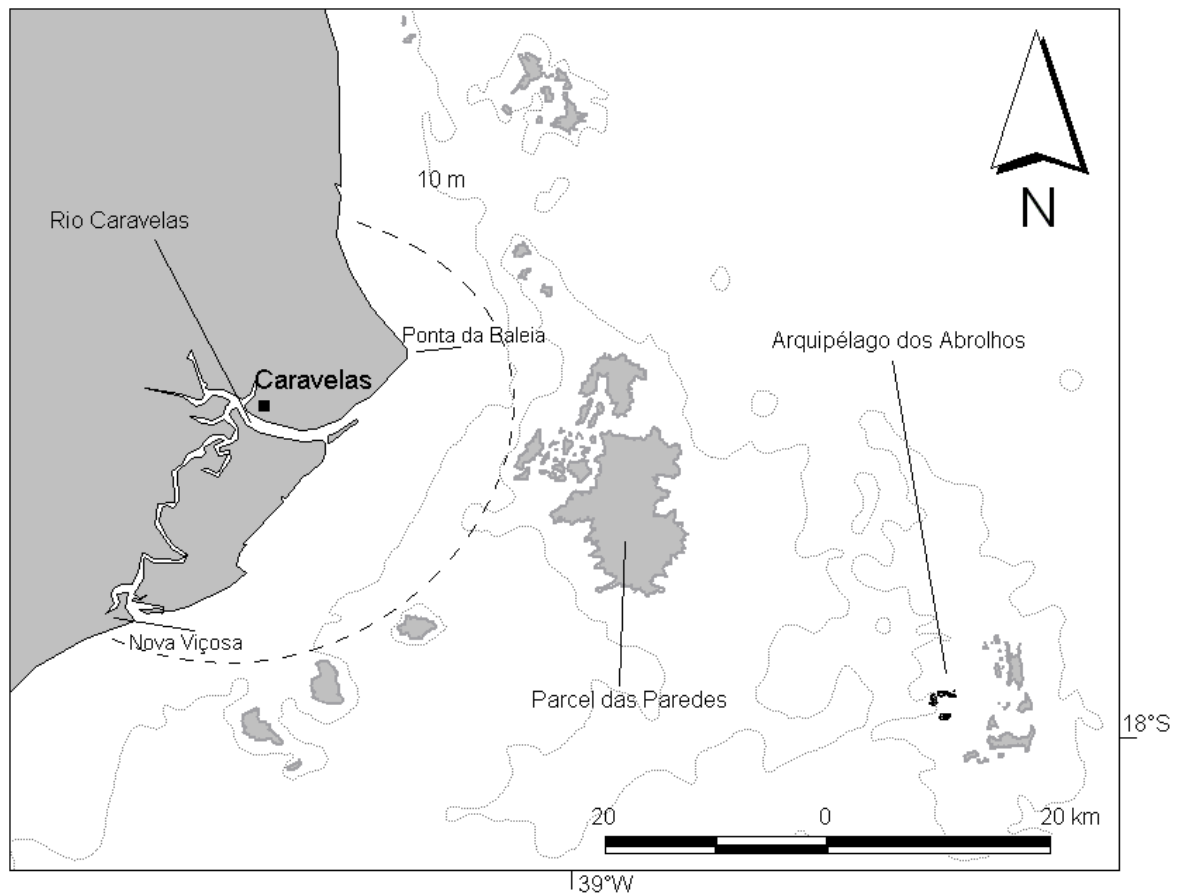 10 m
N
Rio Caravelas
Ponta da Baleia
Arquipélago dos Abrolhos
Caravelas
Nova Viçosa
Parcel das Paredes
18°S
20 0 20 km
39°W